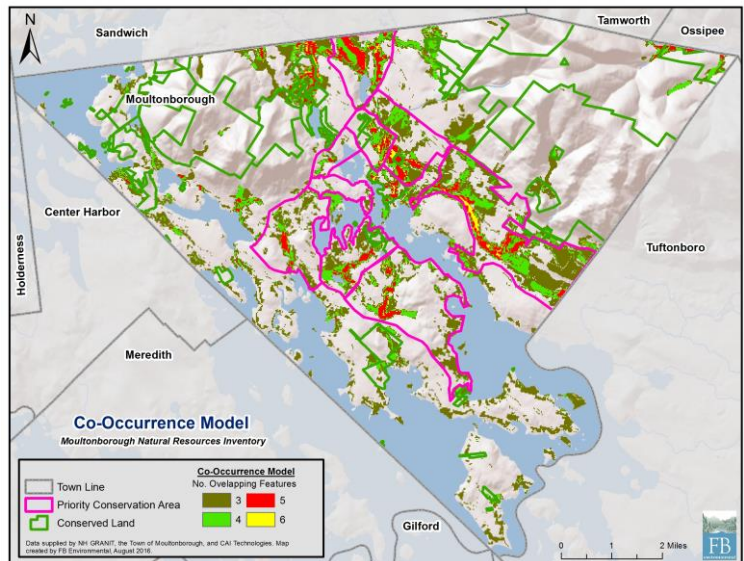 N
Sandwich
Tamworth
Ossipee
Moultonborough
Center Harbor
Holderness
Tuftonboro
Meredith
Gilford
Co-Occurrence Model
Moultonborough Natural Resources Inventory
Town Line
Priority Conservation Area
Conserved Land
Co-Occurrence Model
No. Ovelapping Features
3
5
4
6
Data supplied by NH GRANIT, the Town of Moultonborough, and CAI Technologies. Map
created by FB Environmental, August 2016.
0 1 2 Miles
FB